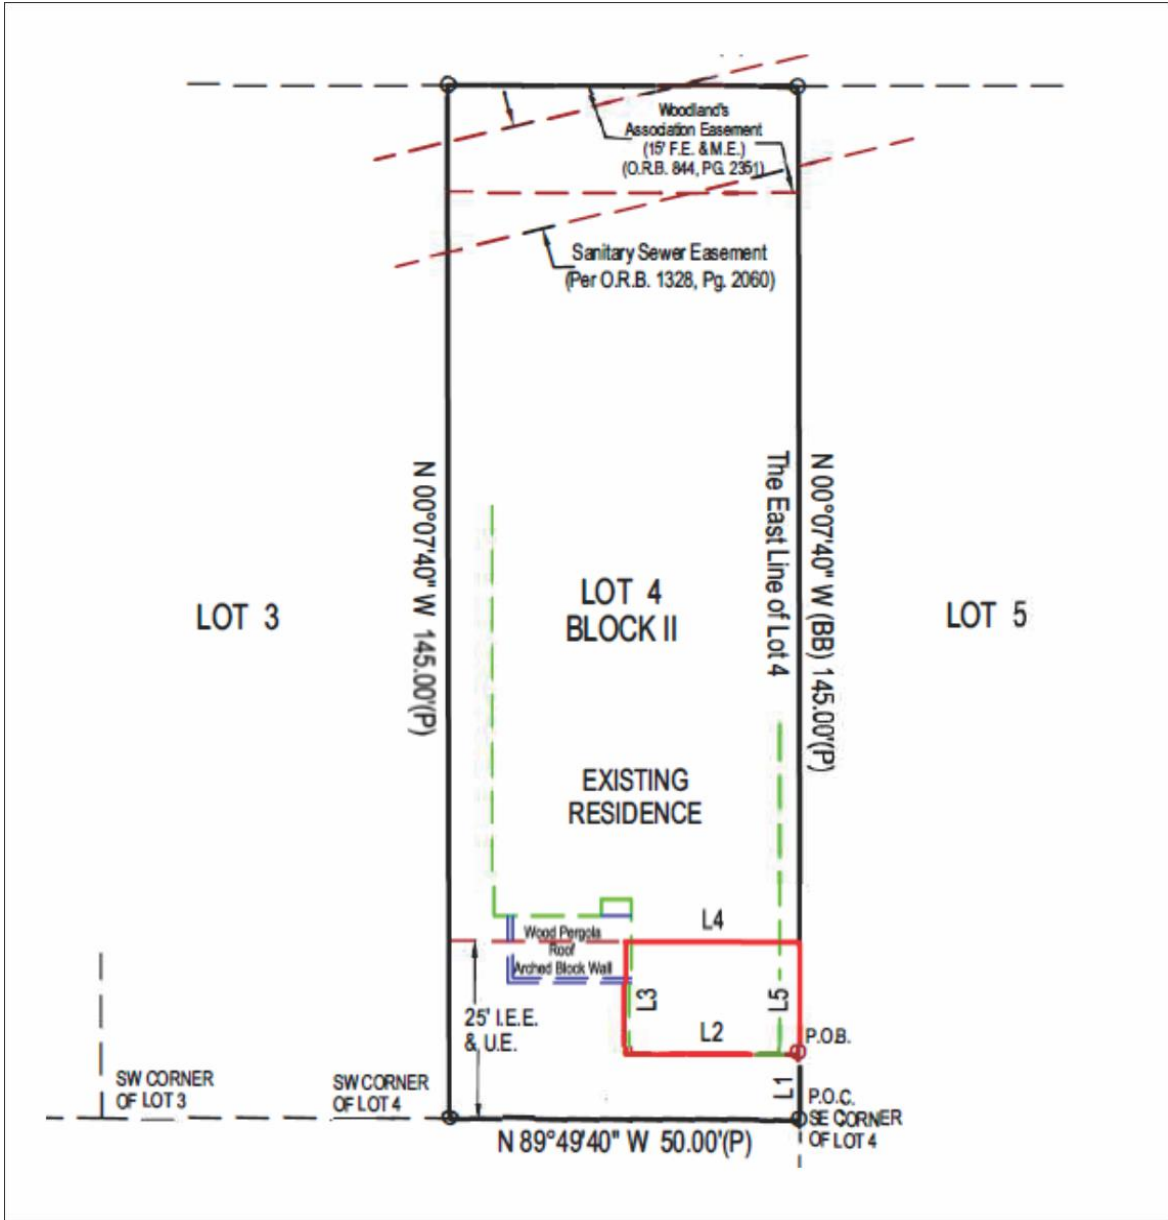 Woodland's
Association Easement
(15' F.E. & M.E.)
(O.R.B. 844, PG. 2351)
Sanitary Sewer Easement
(Per O.R.B. 1328, Pg. 2060)
N 00°07'40" W 145.00'(P)
The East Line of Lot 4
N 00°07'40" W (BB) 145.00'(P)
LOT 3
LOT 4
BLOCK II
LOT 5
EXISTING
RESIDENCE
L4
Wood Pergola
Roof
Arched Block Wall
L3
L5
25' I.E.E.
& U.E.
L2
P.O.B.
L1
SW CORNER
OF LOT 3
SW CORNER
OF LOT 4
P.O.C.
SE CORNER
OF LOT 4
N 89°49'40" W 50.00'(P)